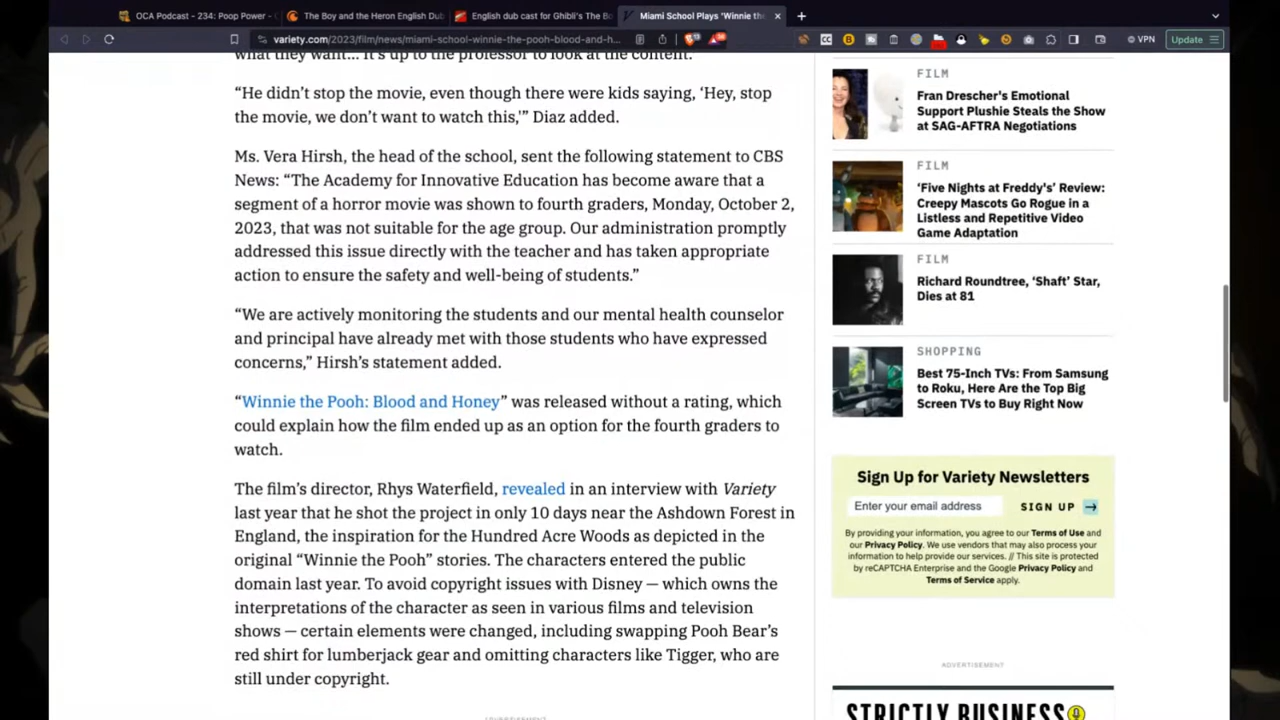 OCA Podcast - 234: Poop Power -
The Boy and the Heron English Dub
English dub cast for Ghibli's The Bo
Miami School Plays 'Winnie the
variety.com/2023/film/news/miami-school-winnie-the-pooh-blood-and-h...
VPN
Update
what they want... it's up to the professor to look at the content.
“He didn’t stop the movie, even though there were kids saying, ‘Hey, stop
the movie, we don’t want to watch this,’” Diaz added.
Ms. Vera Hirsh, the head of the school, sent the following statement to CBS
News: “The Academy for Innovative Education has become aware that a
segment of a horror movie was shown to fourth graders, Monday, October 2,
2023, that was not suitable for the age group. Our administration promptly
addressed this issue directly with the teacher and has taken appropriate
action to ensure the safety and well-being of students.”
“We are actively monitoring the students and our mental health counselor
and principal have already met with those students who have expressed
concerns,” Hirsh’s statement added.
“Winnie the Pooh: Blood and Honey” was released without a rating, which
could explain how the film ended up as an option for the fourth graders to
watch.
The film’s director, Rhys Waterfield, revealed in an interview with Variety
last year that he shot the project in only 10 days near the Ashdown Forest in
England, the inspiration for the Hundred Acre Woods as depicted in the
original “Winnie the Pooh” stories. The characters entered the public
domain last year. To avoid copyright issues with Disney — which owns the
interpretations of the character as seen in various films and television
shows — certain elements were changed, including swapping Pooh Bear’s
red shirt for lumberjack gear and omitting characters like Tigger, who are
still under copyright.
FILM
Fran Drescher's Emotional
Support Plushie Steals the Show
at SAG-AFTRA Negotiations
FILM
‘Five Nights at Freddy's’ Review:
Creepy Mascots Go Rogue in a
Listless and Repetitive Video
Game Adaptation
FILM
Richard Roundtree, ‘Shaft’ Star,
Dies at 81
SHOPPING
Best 75-Inch TVs: From Samsung
to Roku, Here Are the Top Big
Screen TVs to Buy Right Now
Sign Up for Variety Newsletters
Enter your email address
SIGN UP
By providing your information, you agree to our Terms of Use and
our Privacy Policy. We use vendors that may also process your
information to help provide our services. // This site is protected
by reCAPTCHA Enterprise and the Google Privacy Policy and
Terms of Service apply.
ADVERTISEMENT
STRICTLY BUSINESS